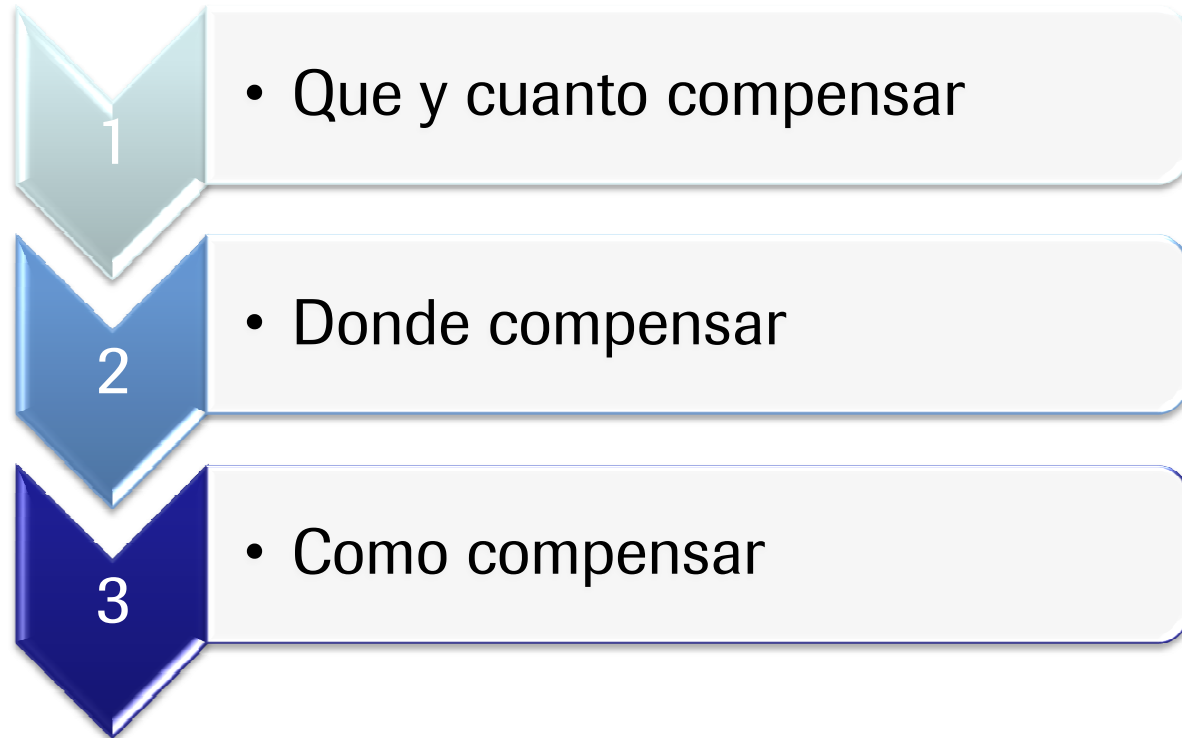 1
• Que y cuanto compensar
2
• Donde compensar
3
• Como compensar